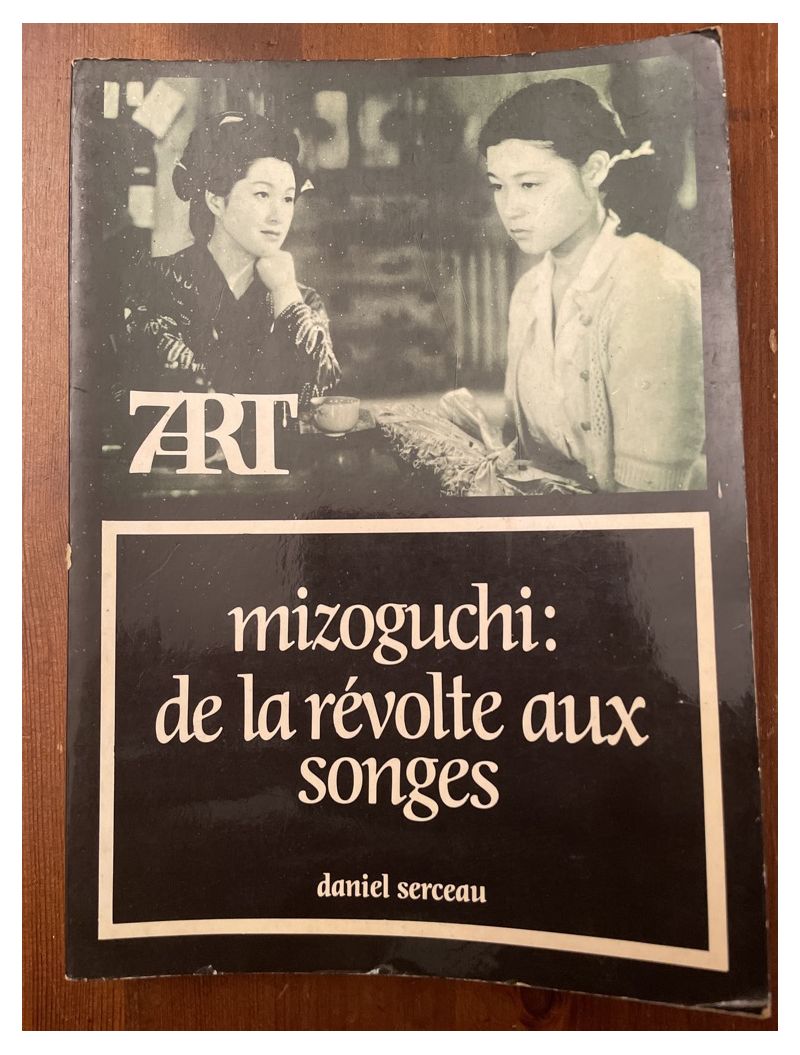 7ART
mizoguchi:
de la révolte aux
songes
daniel serceau